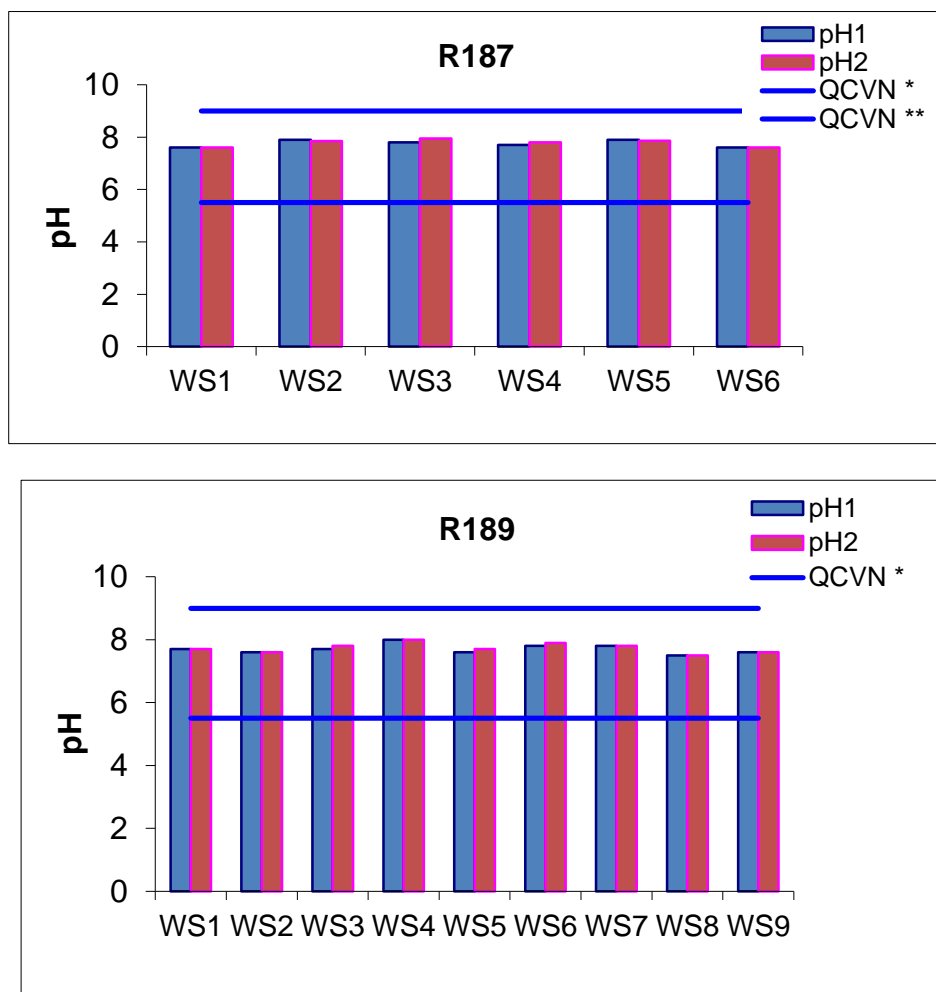 R187
pH1
pH2
QCVN *
QCVN **
10
8
6
4
2
0
pH
WS1 WS2 WS3 WS4 WS5 WS6
R189
pH1
pH2
QCVN *
10
8
6
4
2
0
pH
WS1 WS2 WS3 WS4 WS5 WS6 WS7 WS8 WS9